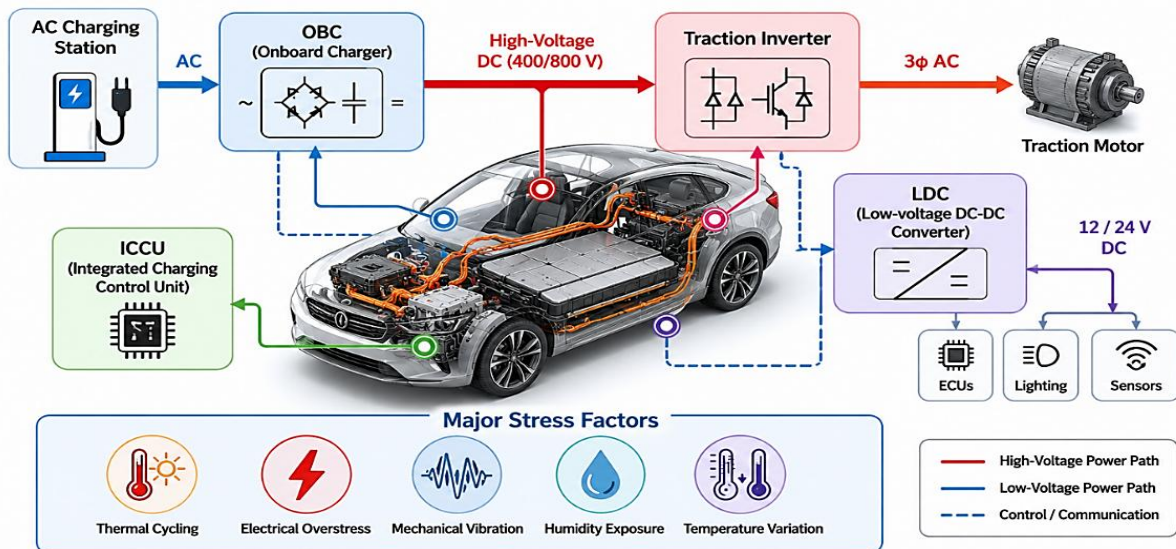 AC Charging
Station
AC
OBC
(Onboard Charger)
~
=
High-Voltage
DC (400/800 V)
Traction Inverter
3ϕ AC
Traction Motor
ICCU
(Integrated Charging
Control Unit)
LDC
(Low-voltage DC-DC
Converter)
12 / 24 V
DC
ECUs
Lighting
Sensors
Major Stress Factors
Thermal Cycling
Electrical Overstress
Mechanical Vibration
Humidity Exposure
Temperature Variation
High-Voltage Power Path
Low-Voltage Power Path
Control / Communication